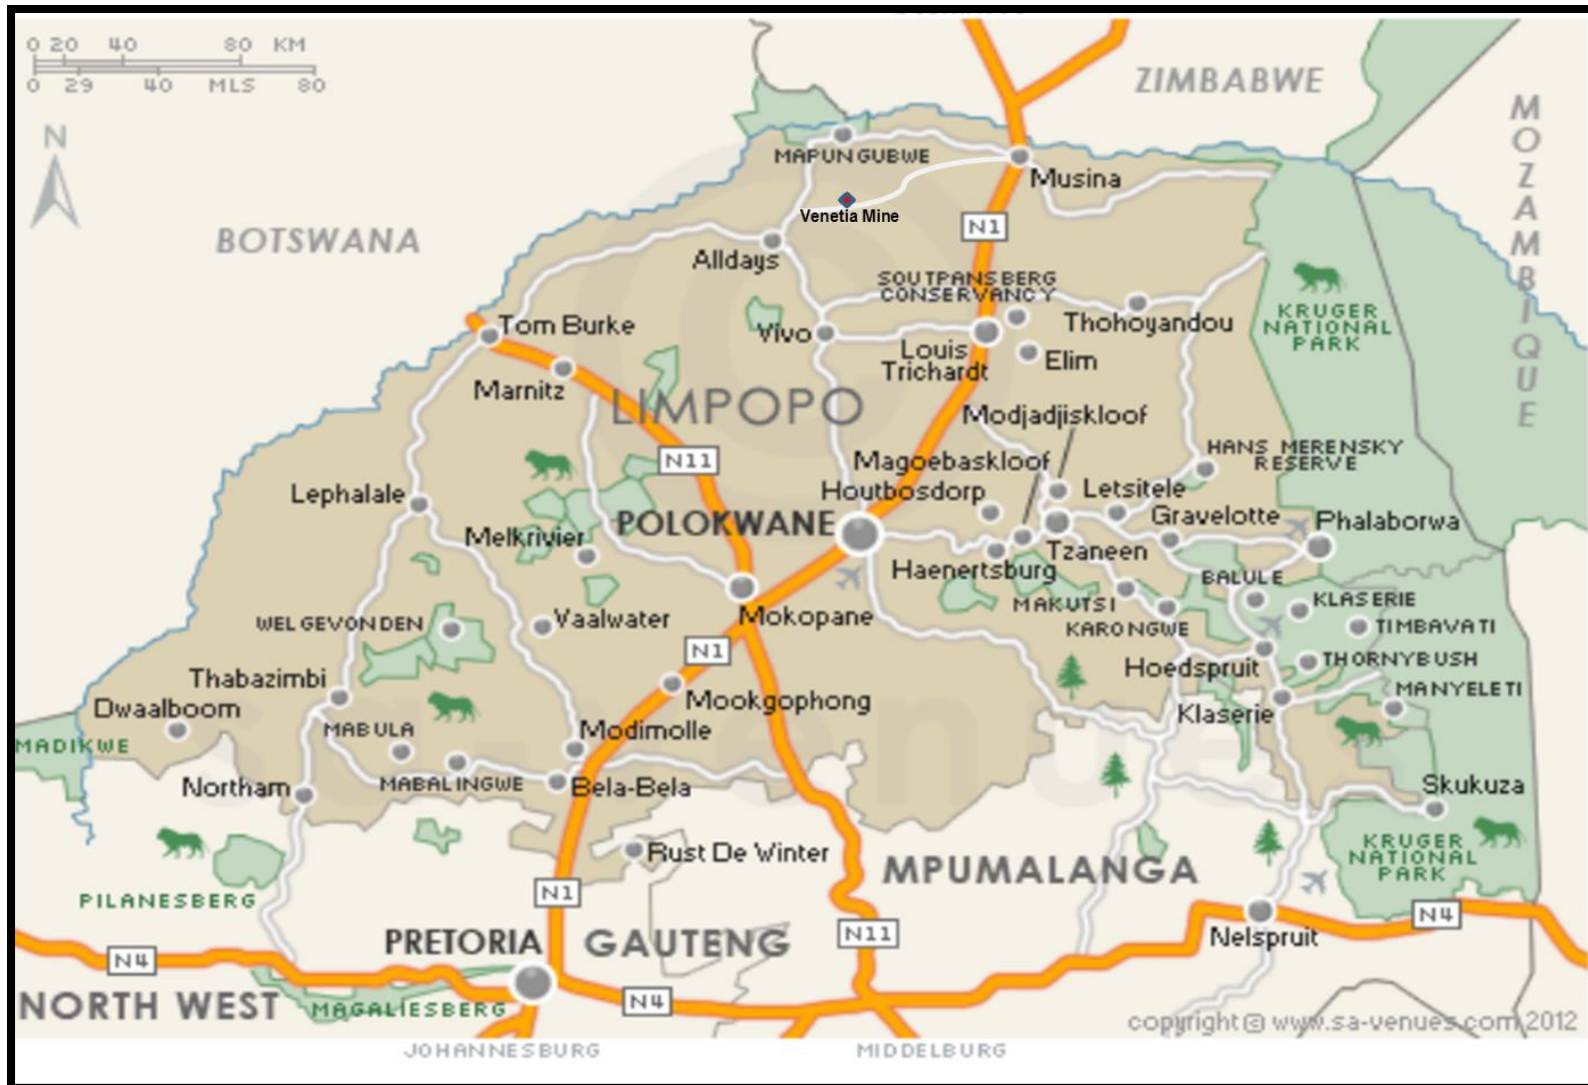 0 20 40 80 KM
0 29 40 MLS 80
ZIMBABWE
MOZAMBIQUE
N
MAPUNGUBWE
Musina
Venetia Mine
N1
BOTSWANA
Alldays
SOUTPANSBERG
CONSERVANCY
KRUGER
NATIONAL
PARK
Tom Burke
Vivo
Thohoyandou
Louis
Trichardt
Elim
Marnitz
LIMPOPO
Modjadjiskloof
N11
Magoebaskloof
HANS MERENSKY
RESERVE
Lephalale
Houtbosdorp
Letsitele
POLOKWANE
Gravelotte
Phalaborwa
Melkrivier
Tzaneen
Haenertsburg
BALULE
MAKUTSI
KLASERIE
WELGEVONDEN
Vaalwater
Mokopane
KARONGWE
TIMBAVATI
N1
Hoedspruit
THORNYBUSH
Thabazimbi
MANYELETI
Dwaalboom
Mookgophong
Klaserie
MADIKWE
MABULA
Modimolle
Northam
MABALINGWE
Bela-Bela
Skukuza
Rust De Winter
MPUMALANGA
KRUGER
NATIONAL
PARK
PILANESBERG
N1
N4
PRETORIA
GAUTENG
N11
Nelspruit
N4
NORTH WEST
MAGALIESBERG
N4
copyright © www.sa-venues.com 2012
JOHANNESBURG
MIDDELBURG